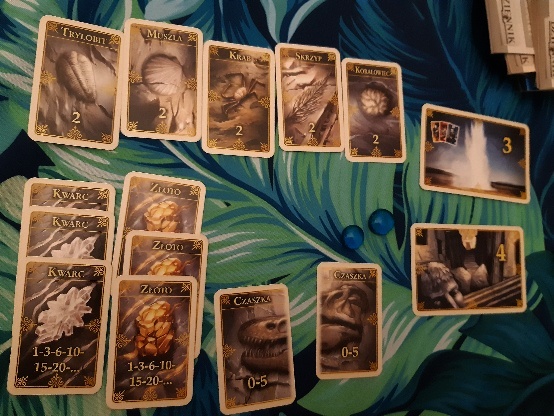 TRYLOBIT
2
MUSZLA
2
KRAB
2
SKRZYP
2
KORALOWIEC
2
3
4
KWARC
KWARC
KWARC
1-3-6-10-
15-20-...
ZŁOTO
ZŁOTO
ZŁOTO
1-3-6-10-
15-20-...
CZASZKA
0-5
CZASZKA
0-5